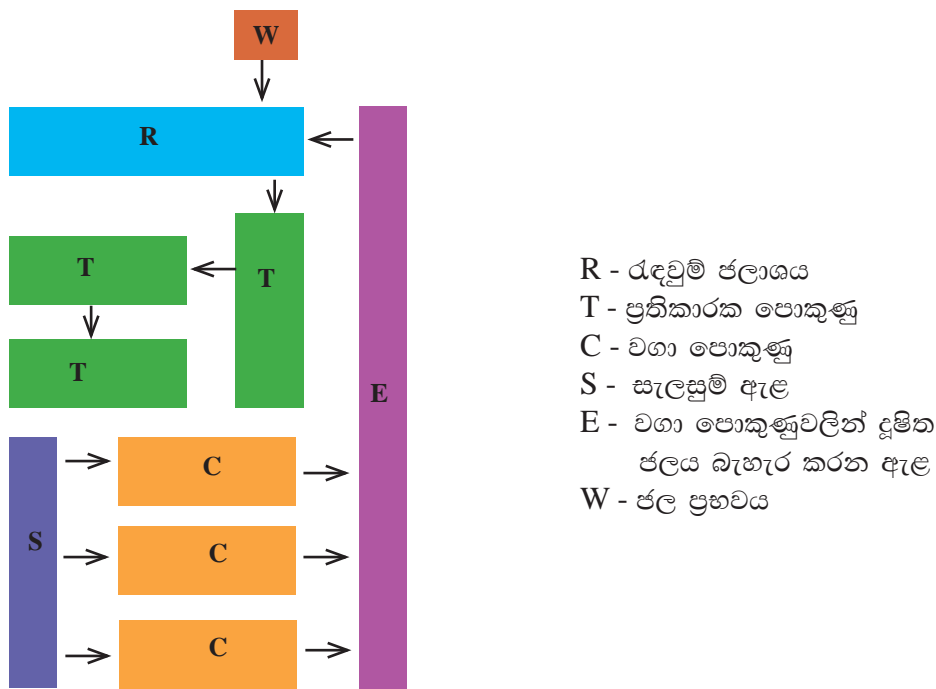 W
R
T
T
T
E
C
S
C
C
R - රැඳවුම් ජලාශය
T - ප්‍රතිකාරක පොකුණු
C - වගා පොකුණු
S - සැලසුම් ඇළ
E - වගා පොකුණුවලින් දූෂිත
ජලය බැහැර කරන ඇළ
W - ජල ප්‍රභවය